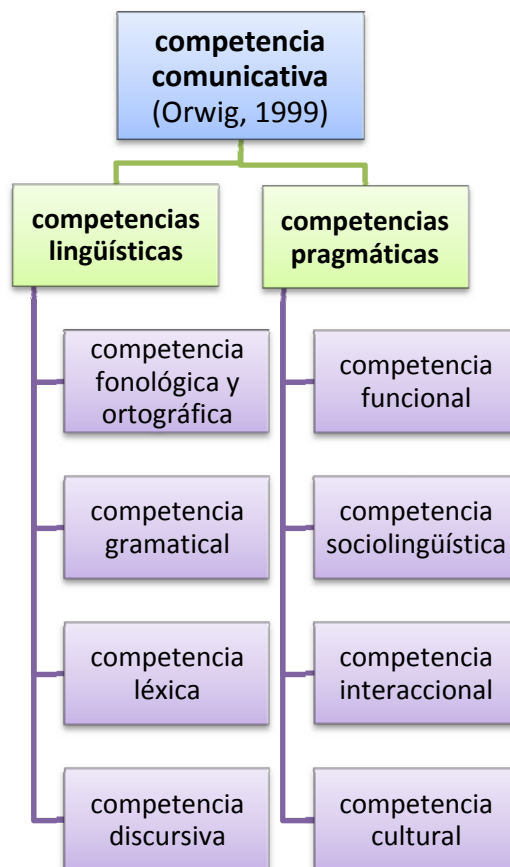 competencia
comunicativa
(Orwig, 1999)
competencias
lingüísticas
competencia
fonológica y
ortográfica
competencia
gramatical
competencia
léxica
competencia
discursiva
competencias
pragmáticas
competencia
funcional
competencia
sociolingüística
competencia
interaccional
competencia
cultural